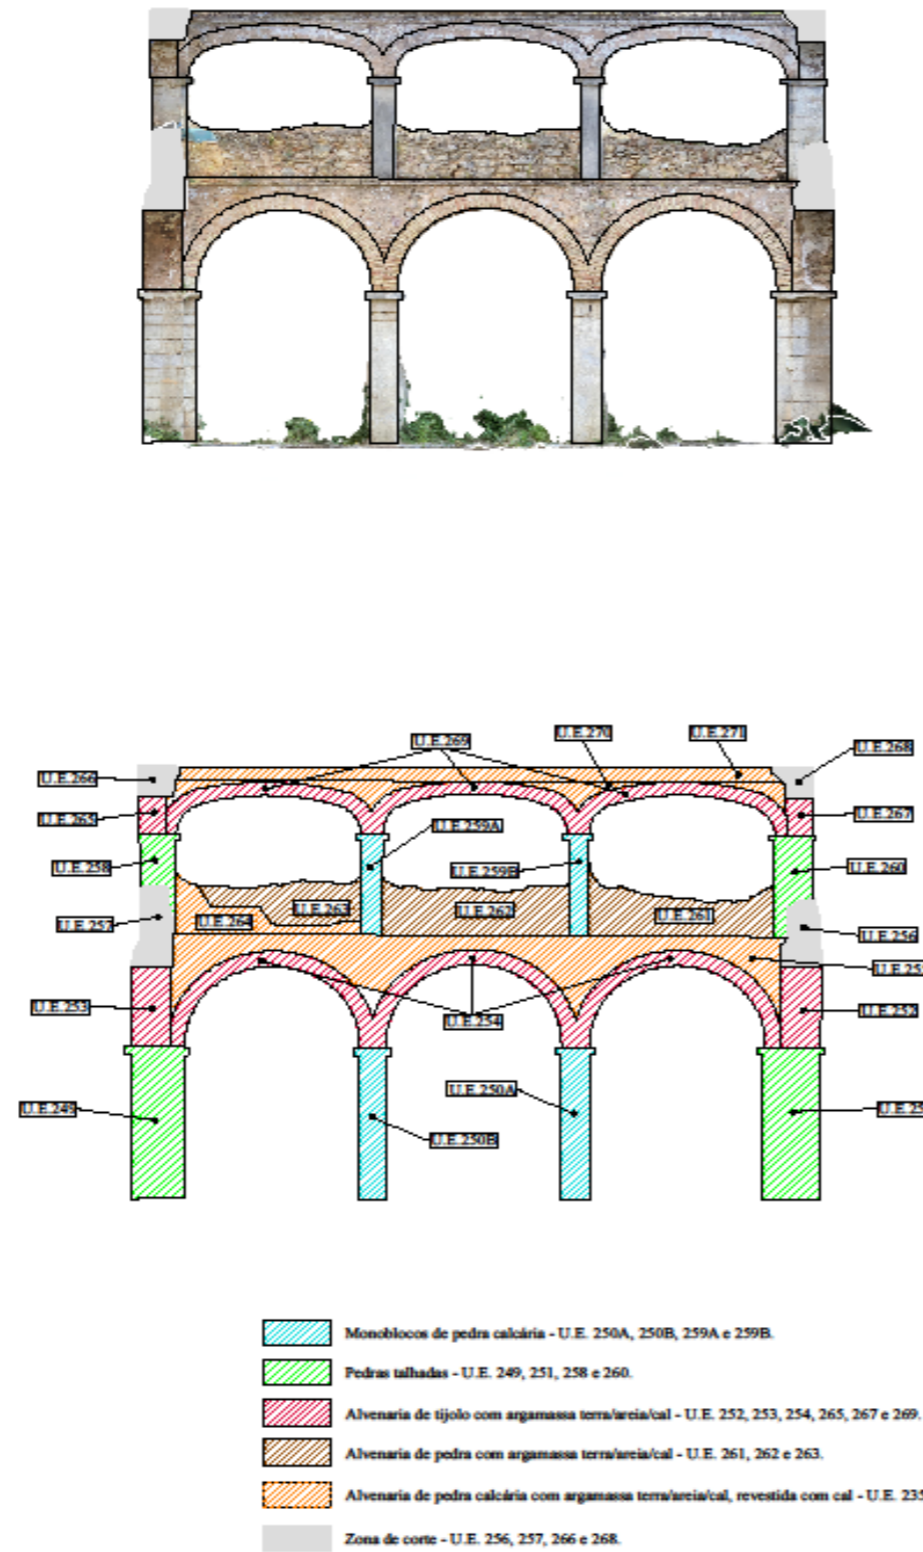 U.E.269
U.E.270
U.E.271
U.E.266
U.E.268
U.E.265
U.E.267
U.E.259A
U.E.258
U.E.259B
U.E.260
U.E.263
U.E.262
U.E.261
U.E.264
U.E.257
U.E.256
U.E.253
U.E.254
U.E.252
U.E.249
U.E.250A
U.E.250B
Monoblocos de pedra calcária - U.E. 250A, 250B, 259A e 259B.
Pedras talhadas - U.E. 249, 251, 258 e 260.
Alvenaria de tijolo com argamassa terra/areia/cal - U.E. 252, 253, 254, 265, 267 e 269.
Alvenaria de pedra com argamassa terra/areia/cal - U.E. 261, 262 e 263.
Alvenaria de pedra calcária com argamassa terra/areia/cal, revestida com cal - U.E.
Zona de corte - U.E. 256, 257, 266 e 268.